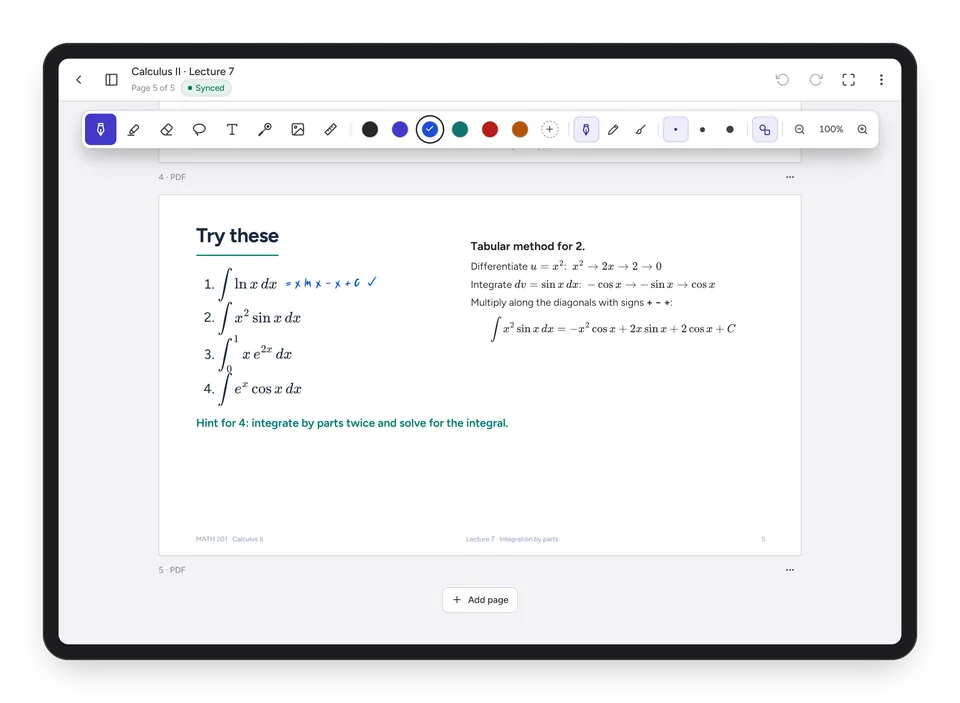 Calculus II · Lecture 7
Page 5 of 5 Synced
100%
4 · PDF
Try these
1. ∫ ln x dx = x ln x - x + C ✓
2. ∫ x² sin x dx
3. ∫₀¹ x e²ˣ dx
4. ∫ eˣ cos x dx
Hint for 4: integrate by parts twice and solve for the integral.
Tabular method for 2.
Differentiate u = x²: x² → 2x → 2 → 0
Integrate dv = sin x dx: − cos x → − sin x → cos x
Multiply along the diagonals with signs + − +:
∫ x² sin x dx = −x² cos x + 2x sin x + 2 cos x + C
MATH 201 · Calculus II
Lecture 7 · Integration by parts
5
5 · PDF
+ Add page